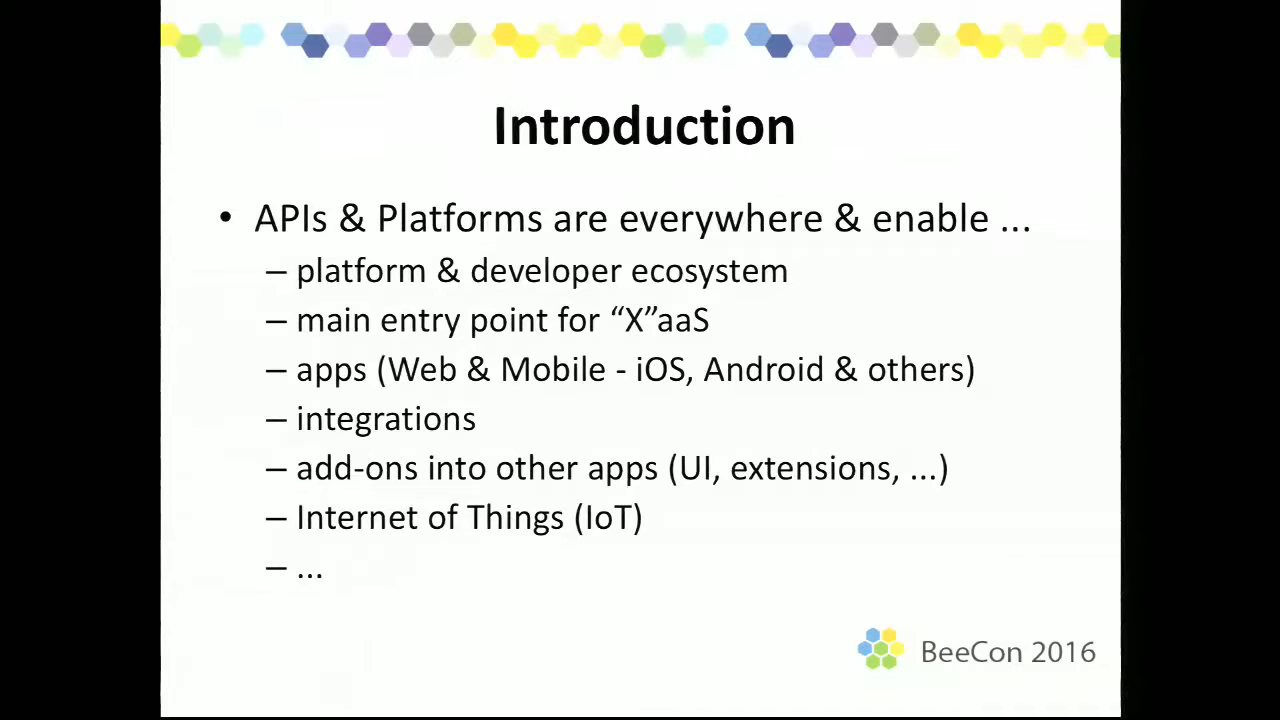 Introduction
• APIs & Platforms are everywhere & enable ...
– platform & developer ecosystem
– main entry point for “X”aaS
– apps (Web & Mobile - iOS, Android & others)
– integrations
– add-ons into other apps (UI, extensions, ...)
– Internet of Things (IoT)
– ...
BeeCon 2016